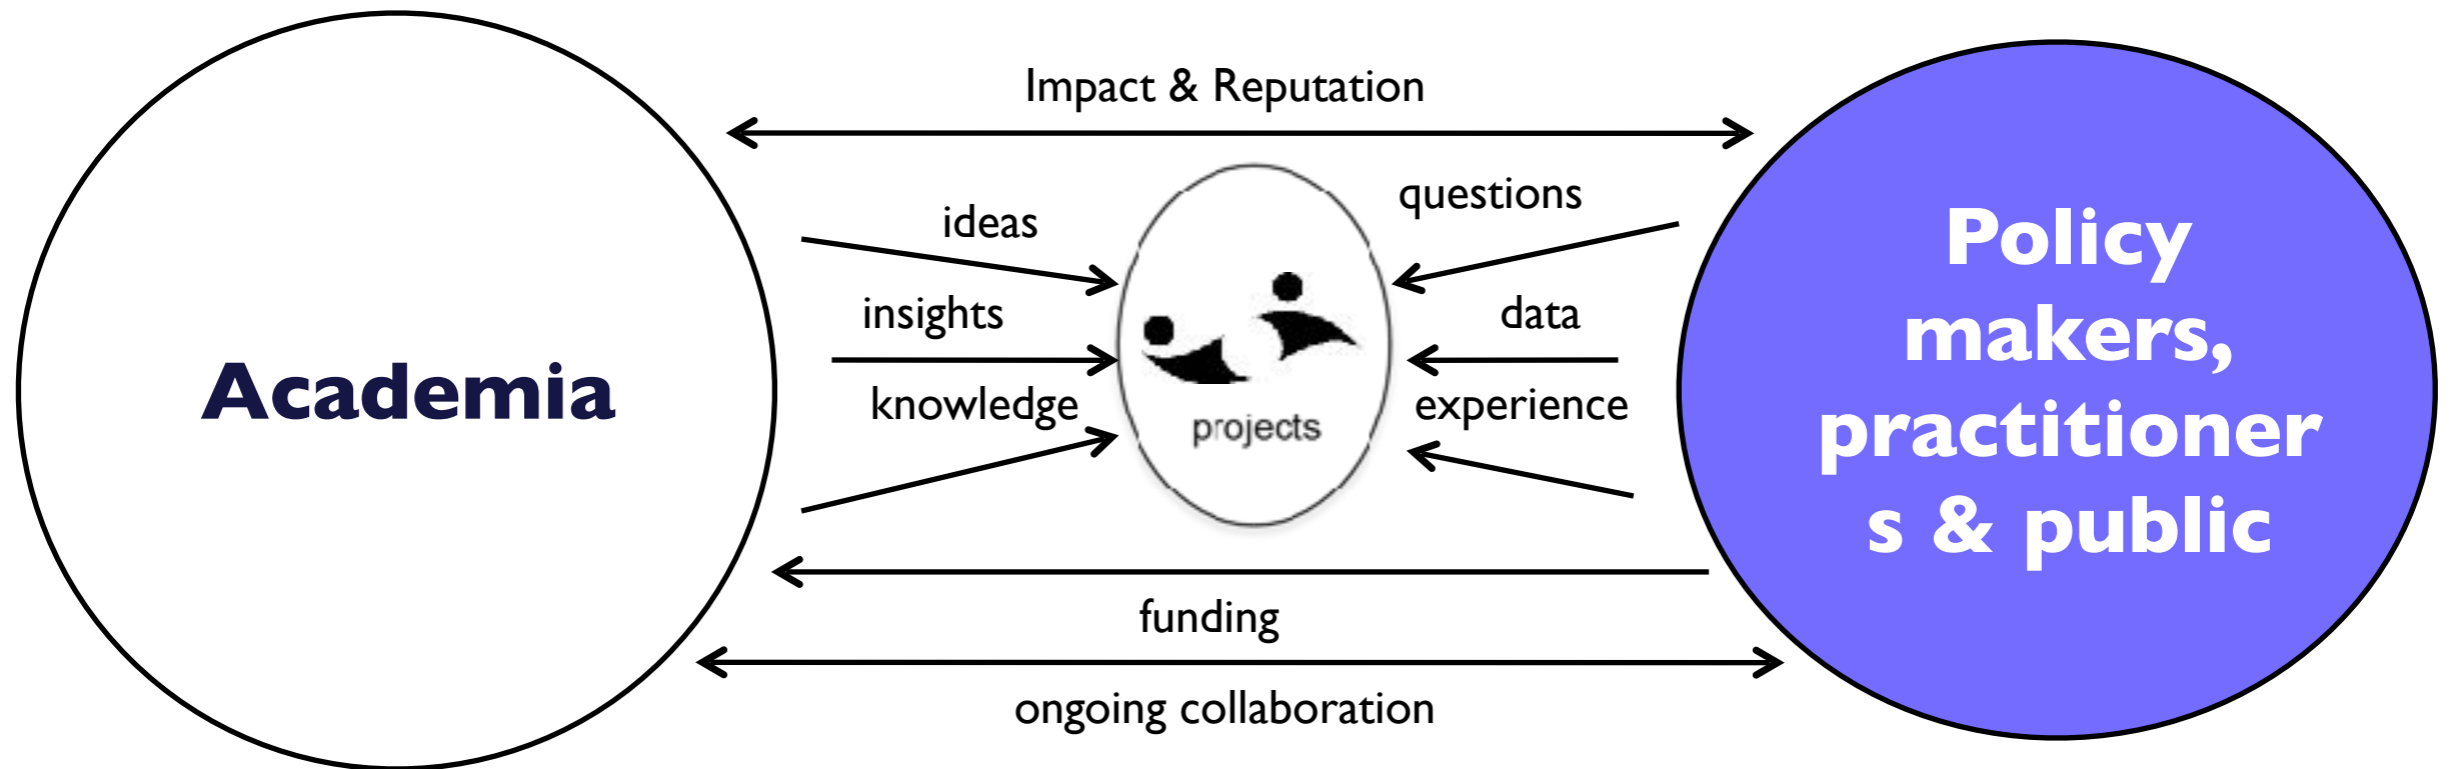 Impact & Reputation
ideas
questions
insights
data
Academia
knowledge
projects
experience
Policy
makers,
practitioner
s & public
funding
ongoing collaboration